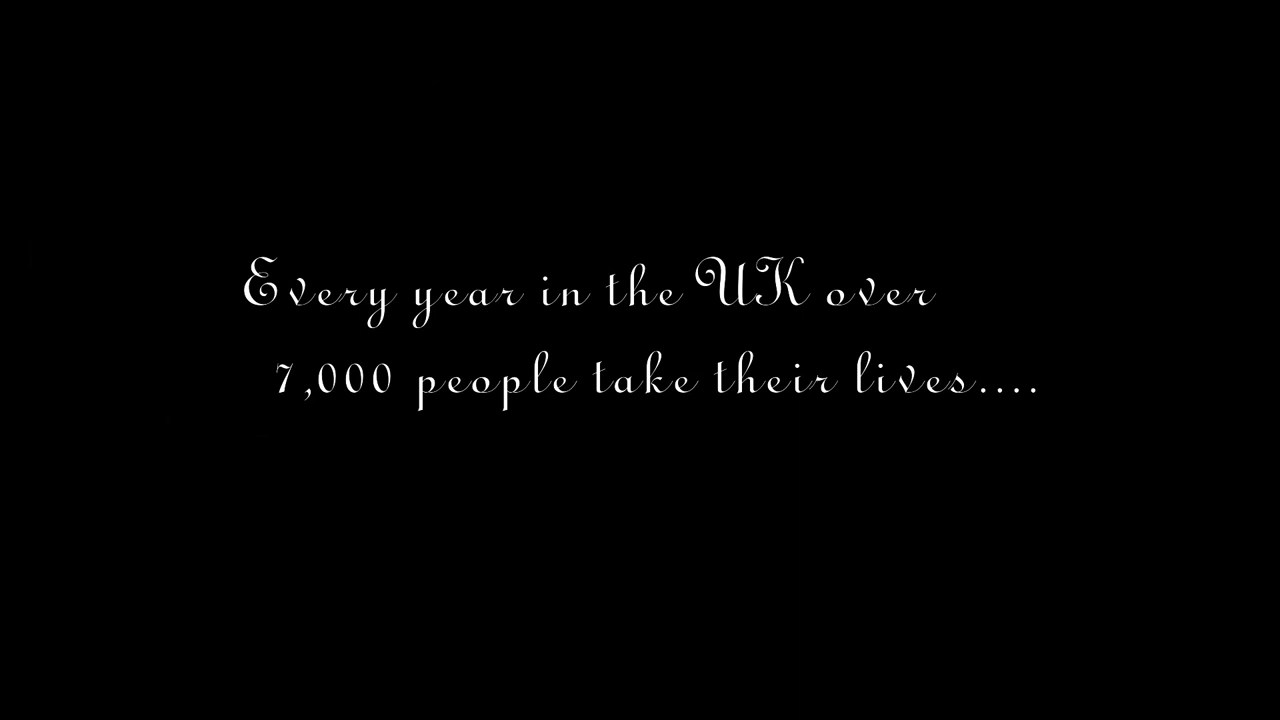 Every year in the UK over
7,000 people take their lives....